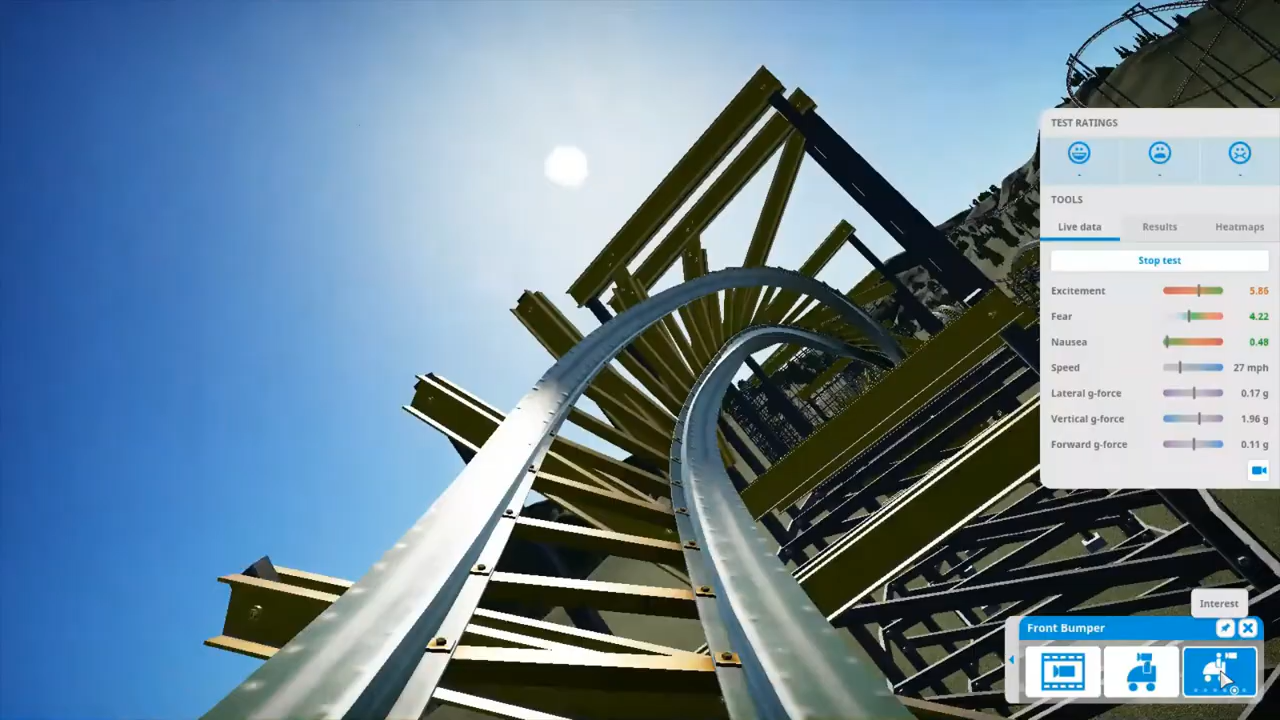 TEST RATINGS
- - -
TOOLS
Live data Results Heatmaps
Stop test
Excitement 5.86
Fear 4.22
Nausea 0.48
Speed 27 mph
Lateral g-force 0.17 g
Vertical g-force 1.96 g
Forward g-force 0.11 g
Interest
Front Bumper